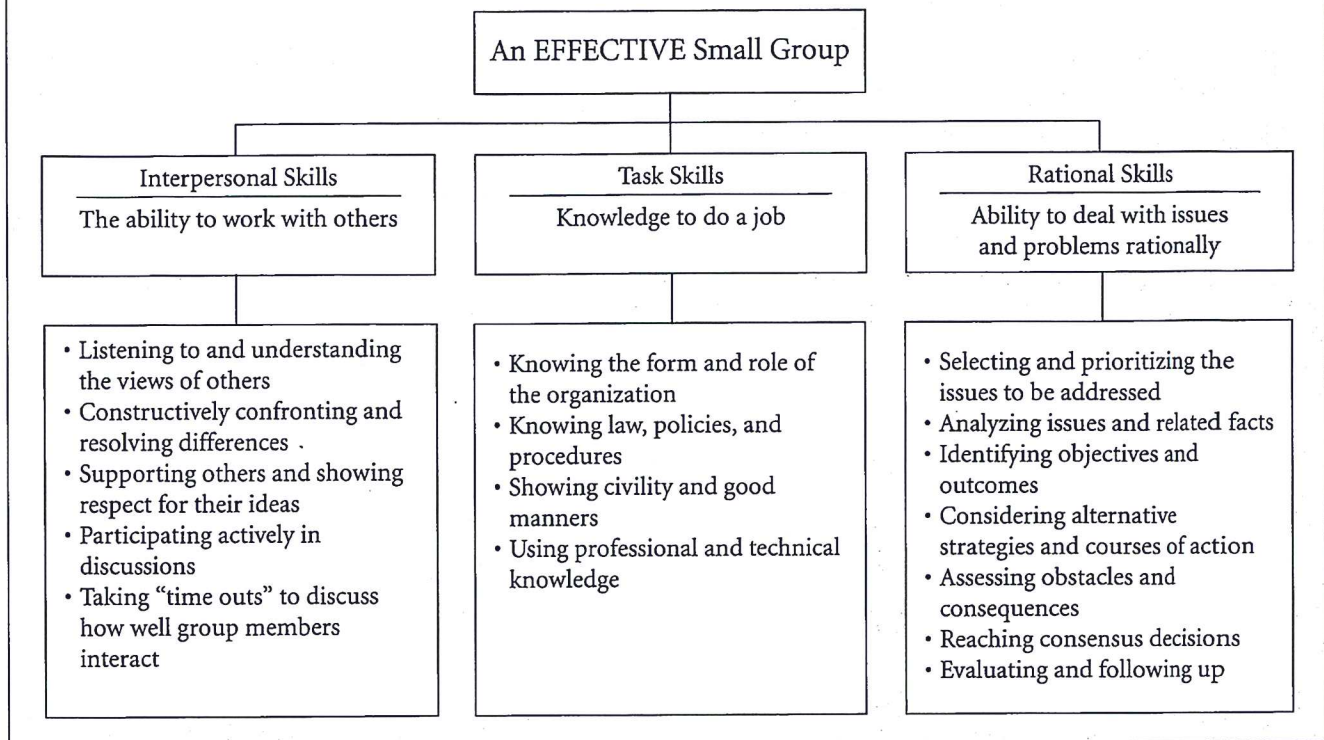 An EFFECTIVE Small Group
Interpersonal Skills
The ability to work with others
Task Skills
Knowledge to do a job
Rational Skills
Ability to deal with issues
and problems rationally
• Listening to and understanding
the views of others
• Constructively confronting and
resolving differences
• Supporting others and showing
respect for their ideas
• Participating actively in
discussions
• Taking “time outs” to discuss
how well group members
interact
• Knowing the form and role of
the organization
• Knowing law, policies, and
procedures
• Showing civility and good
manners
• Using professional and technical
knowledge
• Selecting and prioritizing the
issues to be addressed
• Analyzing issues and related facts
• Identifying objectives and
outcomes
• Considering alternative
strategies and courses of action
• Assessing obstacles and
consequences
• Reaching consensus decisions
• Evaluating and following up